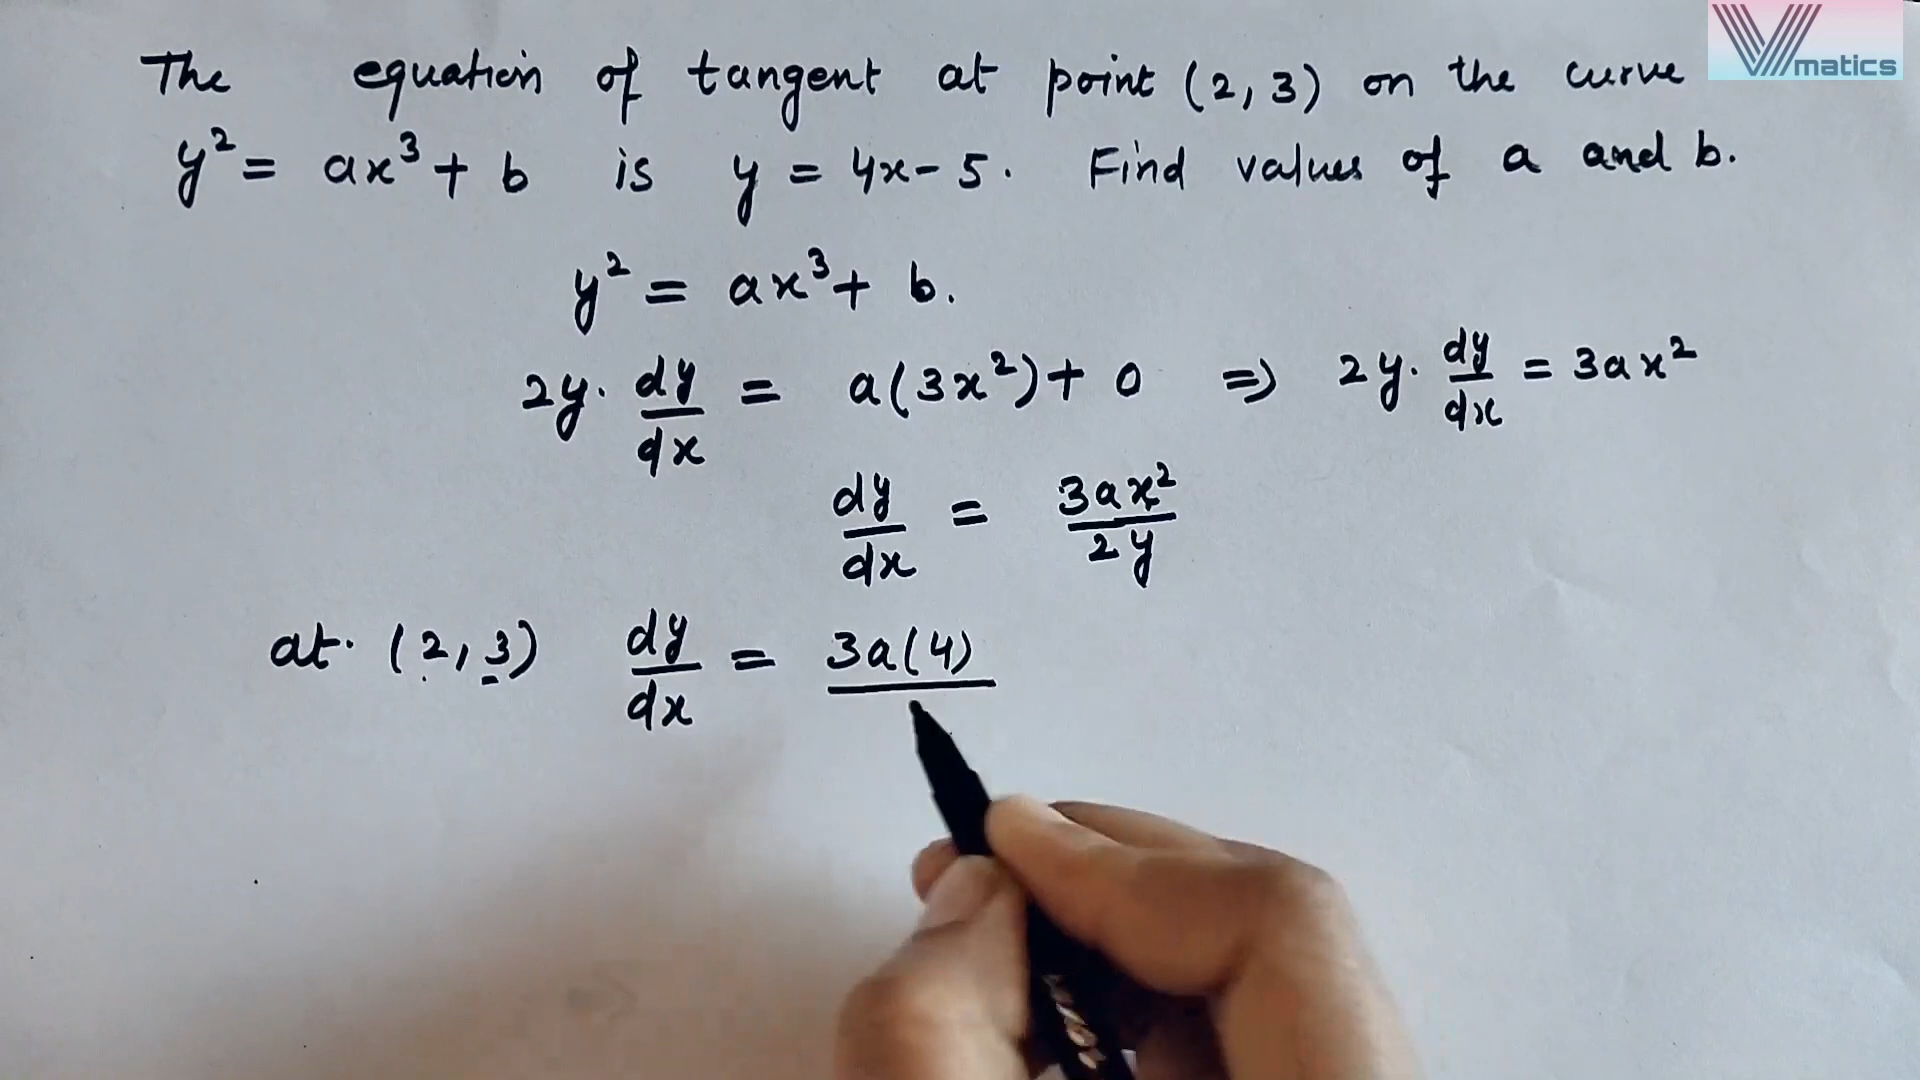 Vmatics
The equation of tangent at point (2, 3) on the curve
y² = ax³ + b is y = 4x - 5. Find values of a and b.
y² = ax³ + b.
2y. dy/dx = a(3x²) + 0 ⇒ 2y. dy/dx = 3ax²
dy/dx = 3ax²/2y
at. (2, 3) dy/dx = 3a(4)/